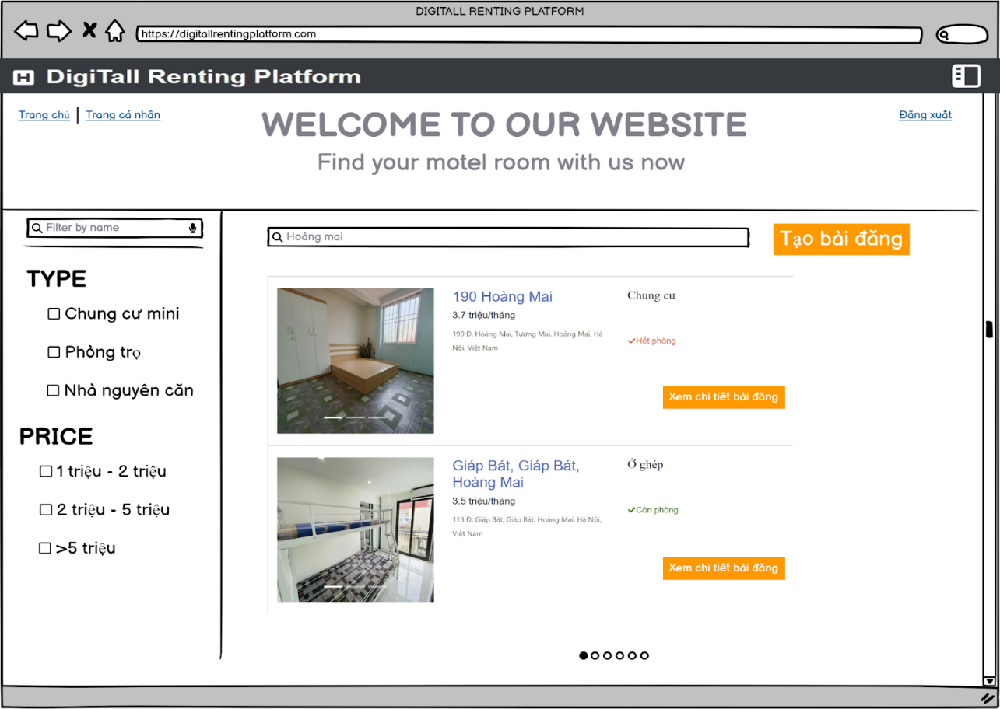 DIGITALL RENTING PLATFORM
https://digitallrentingplatform.com
H DigiTall Renting Platform
Trang chủ | Trang cá nhân
Đăng xuất
WELCOME TO OUR WEBSITE
Find your motel room with us now
Filter by name
TYPE
Chung cư mini
Phòng trọ
Nhà nguyên căn
PRICE
1 triệu - 2 triệu
2 triệu - 5 triệu
>5 triệu
Hoàng mai
Tạo bài đăng
190 Hoàng Mai
3.7 triệu/tháng
190 Đ. Hoàng Mai, Tương Mai, Hoàng Mai, Hà
Nội, Việt Nam
Chung cư
Hết phòng
Xem chi tiết bài đăng
Giáp Bát, Giáp Bát,
Hoàng Mai
3.5 triệu/tháng
113 Đ. Giáp Bát, Giáp Bát, Hoàng Mai, Hà Nội,
Việt Nam
Ở ghép
Còn phòng
Xem chi tiết bài đăng